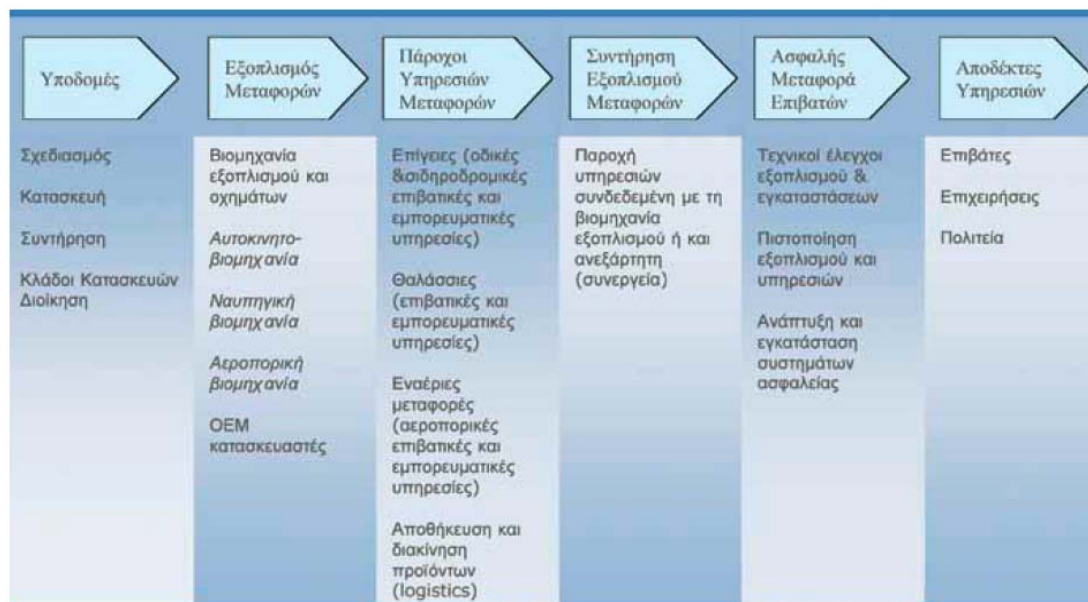 Υποδομές
Εξοπλισμός
Μεταφορών
Πάροχοι
Υπηρεσιών
Μεταφορών
Συντήρηση
Εξοπλισμού
Μεταφορών
Ασφαλής
Μεταφορά
Επιβατών
Αποδέκτες
Υπηρεσιών
Σχεδιασμός
Κατασκευή
Συντήρηση
Κλάδοι Κατασκευών
Διοίκηση
Βιομηχανία
εξοπλισμού και
οχημάτων
Αυτοκινητο-
βιομηχανία
Ναυπηγική
βιομηχανία
Αεροπορική
βιομηχανία
OEM
κατασκευαστές
Επίγειες (οδικές
&σιδηροδρομικές
επιβατικές και
εμπορευματικές
υπηρεσίες)
Θαλάσσιες
(επιβατικές και
εμπορευματικές
υπηρεσίες)
Εναέριες
μεταφορές
(αεροπορικές
επιβατικές και
εμπορευματικές
υπηρεσίες)
Αποθήκευση και
διακίνηση
προϊόντων
(logistics)
Παροχή
υπηρεσιών
συνδεδεμένη με τη
βιομηχανία
εξοπλισμού ή και
ανεξάρτητη
(συνεργεία)
Τεχνικοί έλεγχοι
εξοπλισμού &
εγκαταστάσεων
Πιστοποίηση
εξοπλισμού και
υπηρεσιών
Ανάπτυξη και
εγκατάσταση
συστημάτων
ασφαλείας
Επιβάτες
Επιχειρήσεις
Πολιτεία